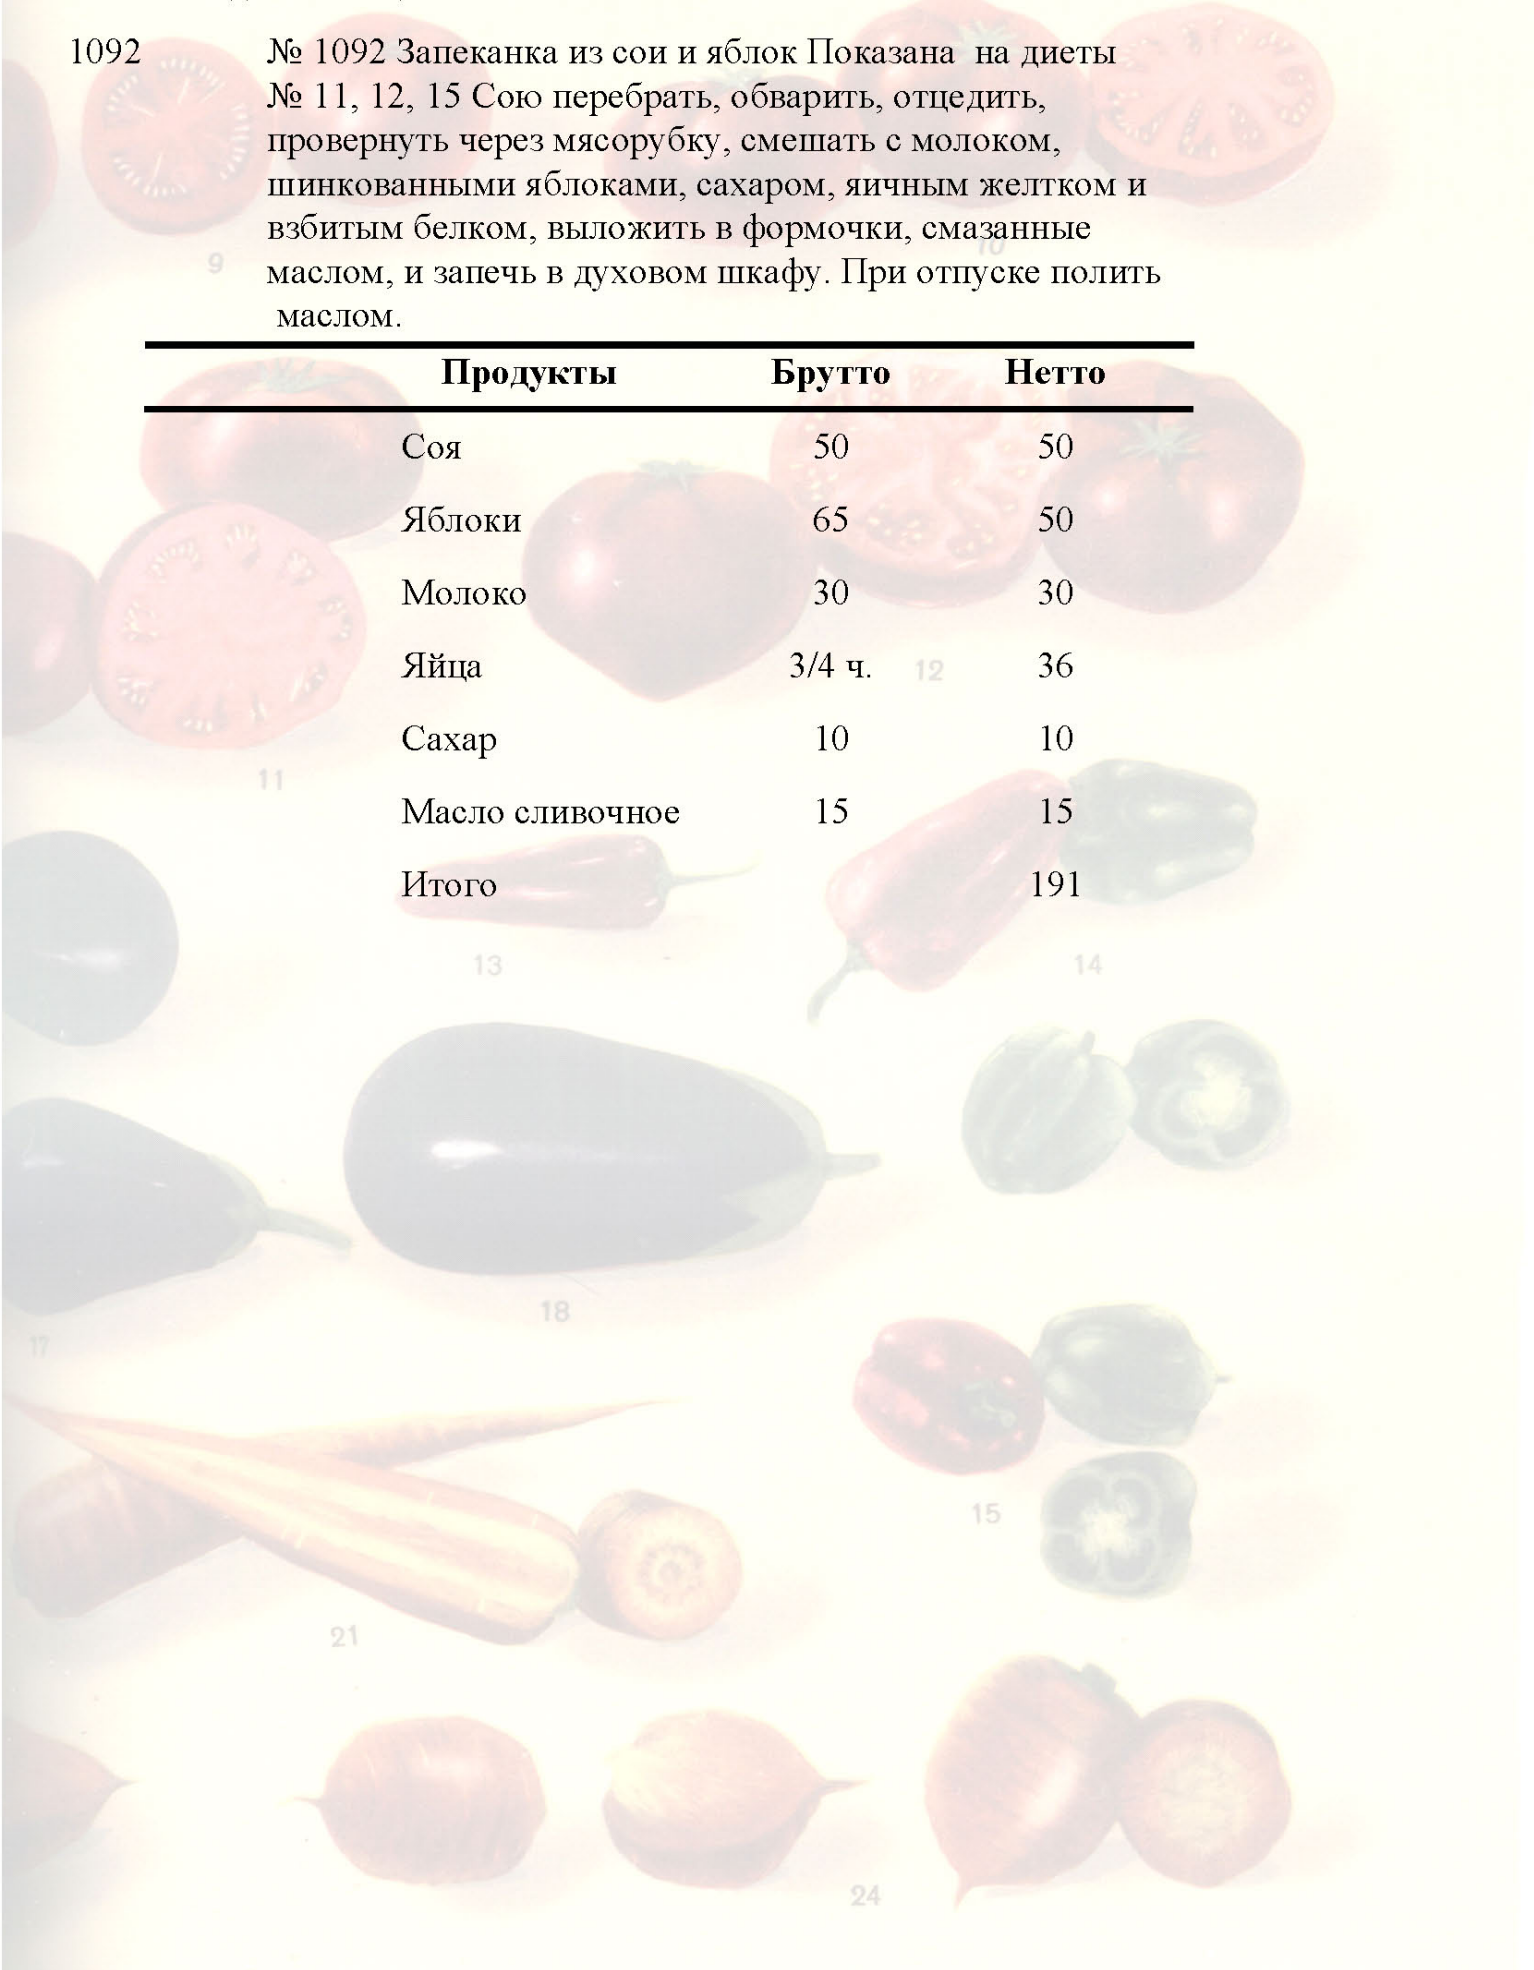 1092 № 1092 Запеканка из сои и яблок Показана на диеты
№ 11, 12, 15 Сою перебрать, обварить, отцедить,
провернуть через мясорубку, смешать с молоком,
шинкованными яблоками, сахаром, яичным желтком и
взбитым белком, выложить в формочки, смазанные
маслом, и запечь в духовом шкафу. При отпуске полить
маслом.
Продукты Брутто Нетто
Соя 50 50
Яблоки 65 50
Молоко 30 30
Яйца 3/4 ч. 36
Сахар 10 10
Масло сливочное 15 15
Итого 191
9
10
12
11
13
14
18
17
15
21
24